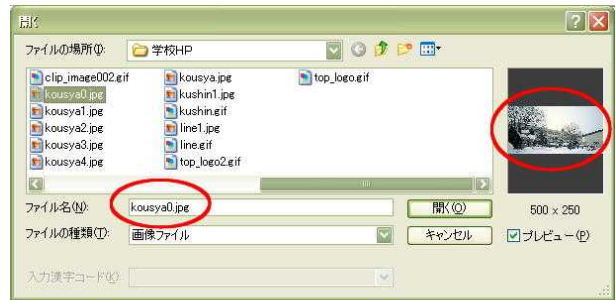 開く
ファイルの場所(I):
学校HP
clip_image002.gif
kousya0.jpg
kousya1.jpg
kousya2.jpg
kousya3.jpg
kousya4.jpg
kousya.jpg
kushin1.jpg
kushin.gif
line1.jpg
line.gif
top_logo2.gif
top_logo.gif
ファイル名(N):
kousya0.jpg
開く(O)
500 × 250
ファイルの種類(T):
画像ファイル
キャンセル
プレビュー(P)
入力漢字コード(K):